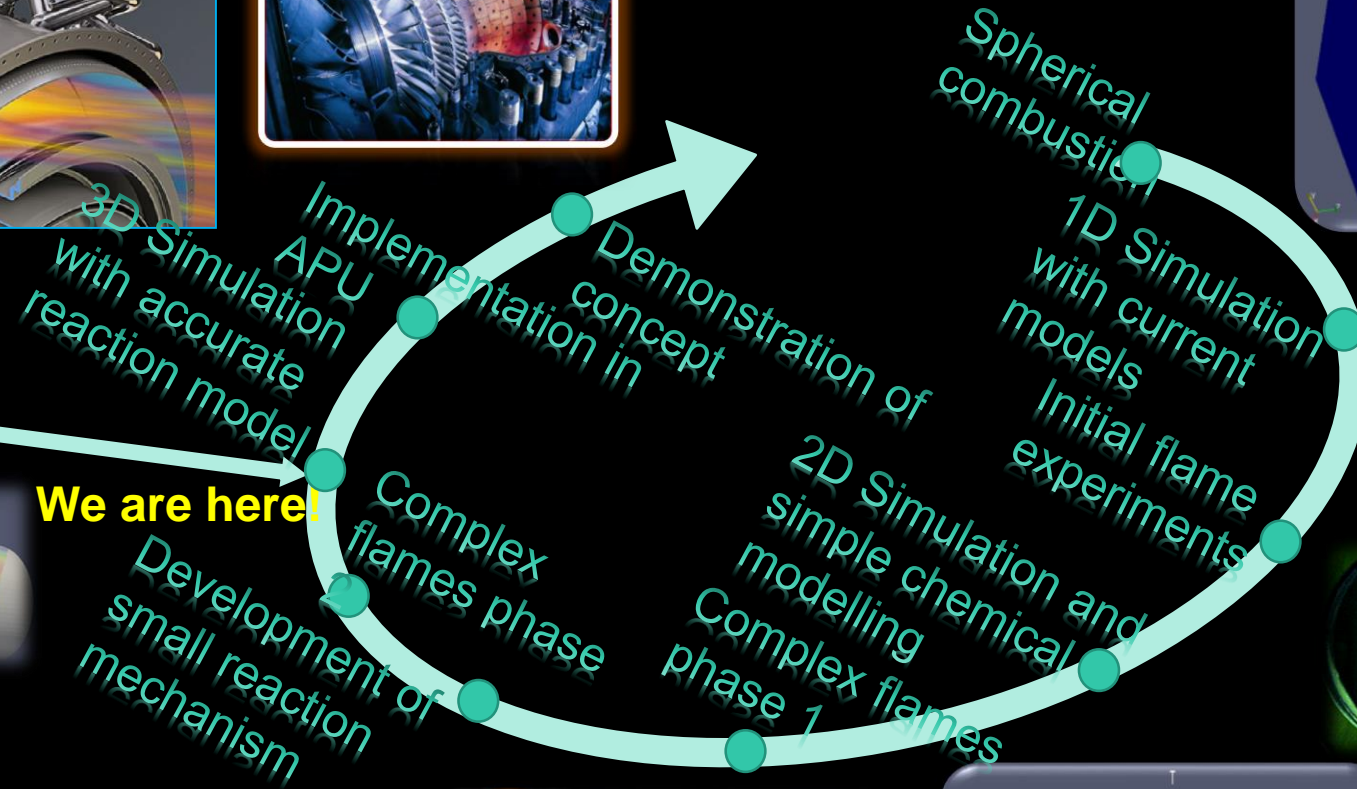 Spherical
combustion
1D Simulation
with current
models
Initial flame
experiments
2D Simulation and
simple chemical
modelling
Complex flames
phase 1
Complex
flames phase
2
Development of
small reaction
mechanism
We are here!
3D Simulation
with accurate
reaction model
Implementation in
APU
Demonstration of
concept